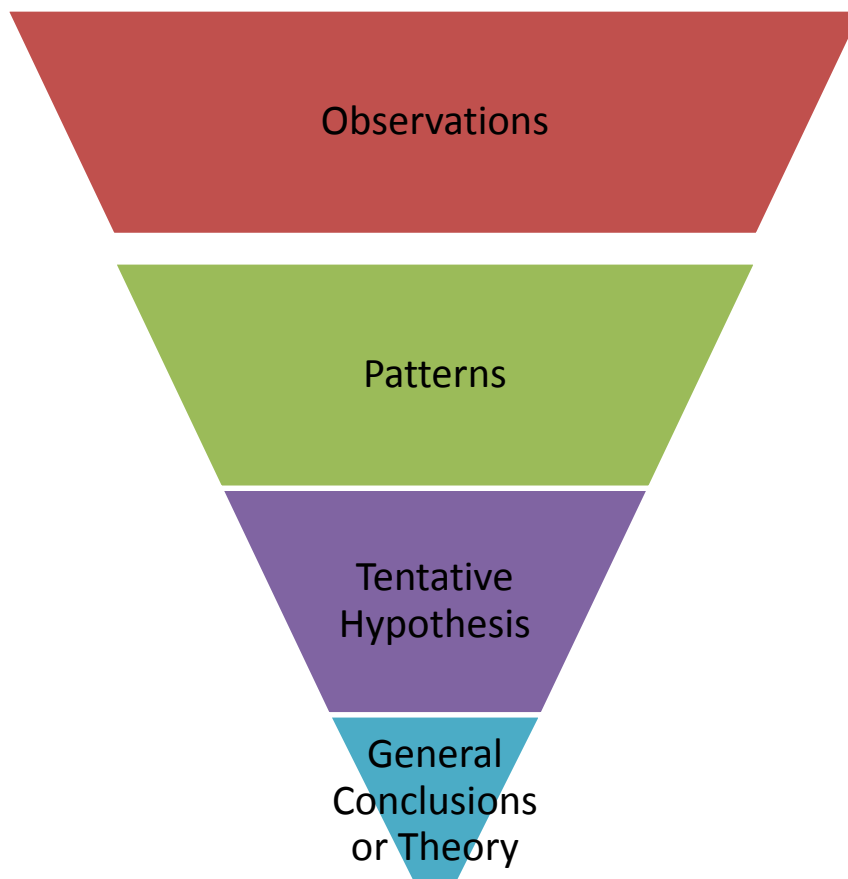 Observations
Patterns
Tentative
Hypothesis
General
Conclusions
or Theory